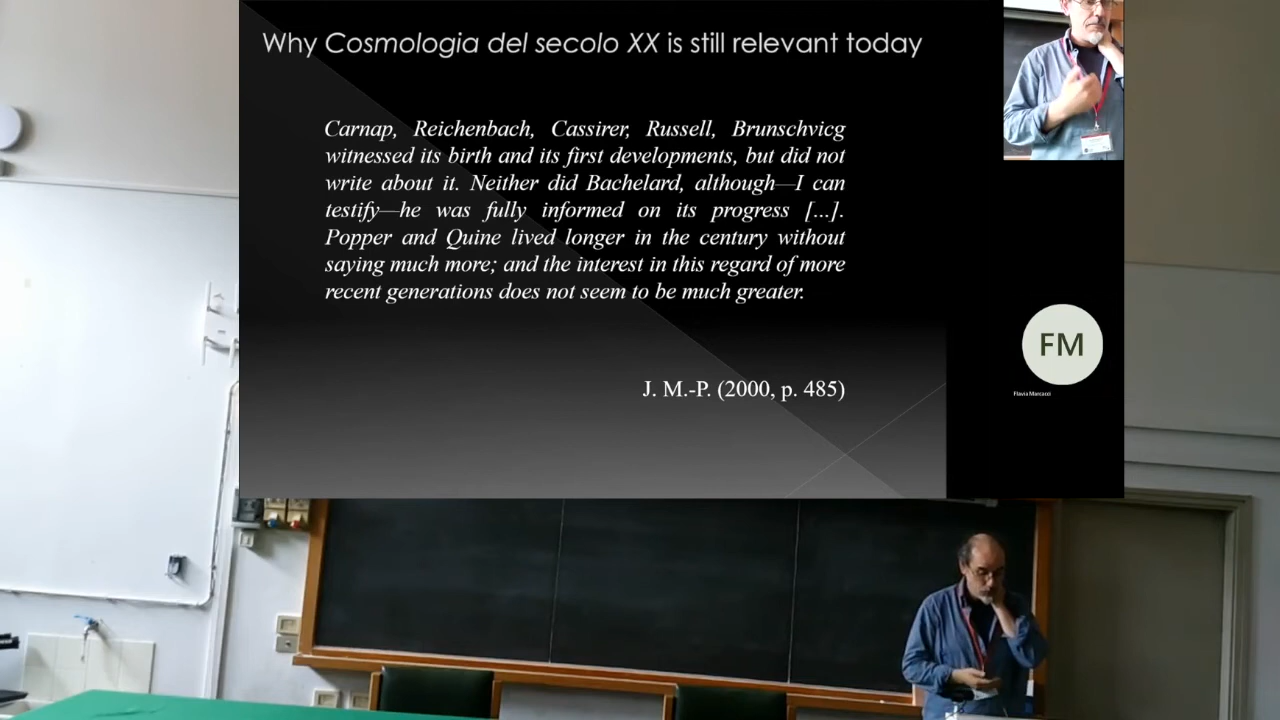 Why Cosmologia del secolo XX is still relevant today
Carnap, Reichenbach, Cassirer, Russell, Brunschvicg
witnessed its birth and its first developments, but did not
write about it. Neither did Bachelard, although—I can
testify—he was fully informed on its progress [...].
Popper and Quine lived longer in the century without
saying much more; and the interest in this regard of more
recent generations does not seem to be much greater.
J. M.-P. (2000, p. 485)
FM
Flavia Marcacci